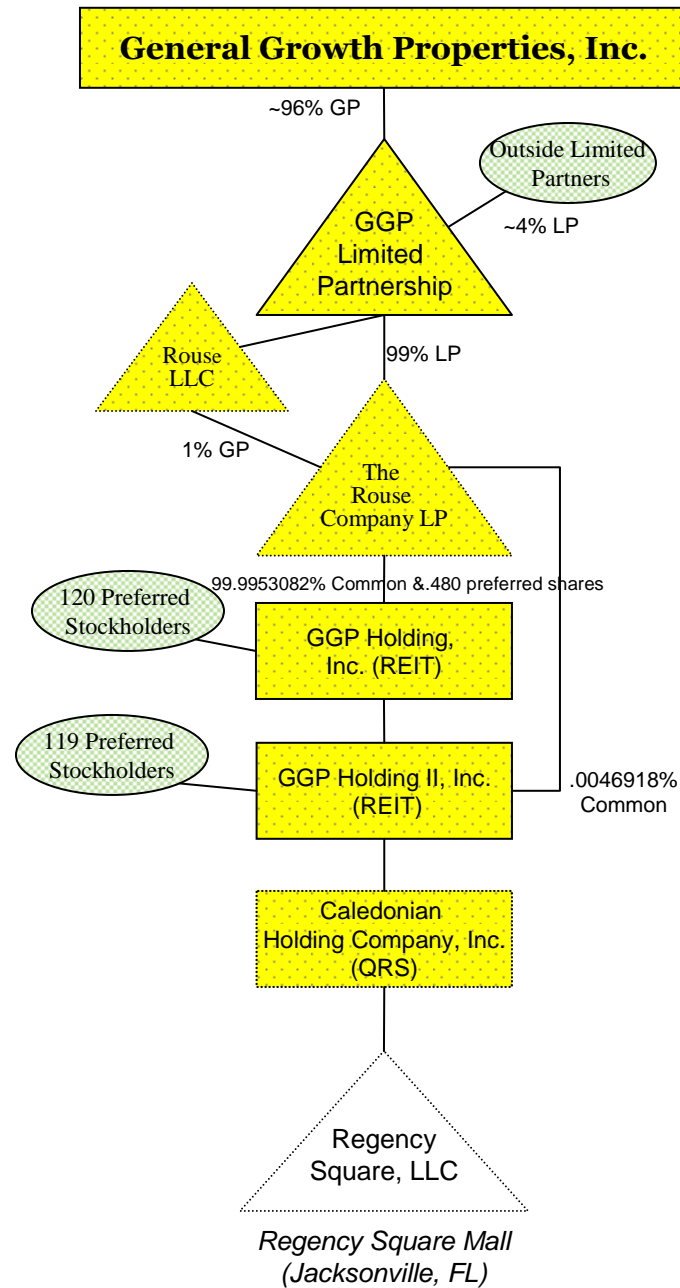 General Growth Properties, Inc.
~96% GP
Outside Limited
Partners
~4% LP
GGP
Limited
Partnership
Rouse
LLC
99% LP
1% GP
The
Rouse
Company LP
99.9953082% Common &.480 preferred shares
120 Preferred
Stockholders
GGP Holding,
Inc. (REIT)
119 Preferred
Stockholders
GGP Holding II, Inc.
(REIT)
.0046918%
Common
Caledonian
Holding Company, Inc.
(QRS)
Regency
Square, LLC
Regency Square Mall
(Jacksonville, FL)